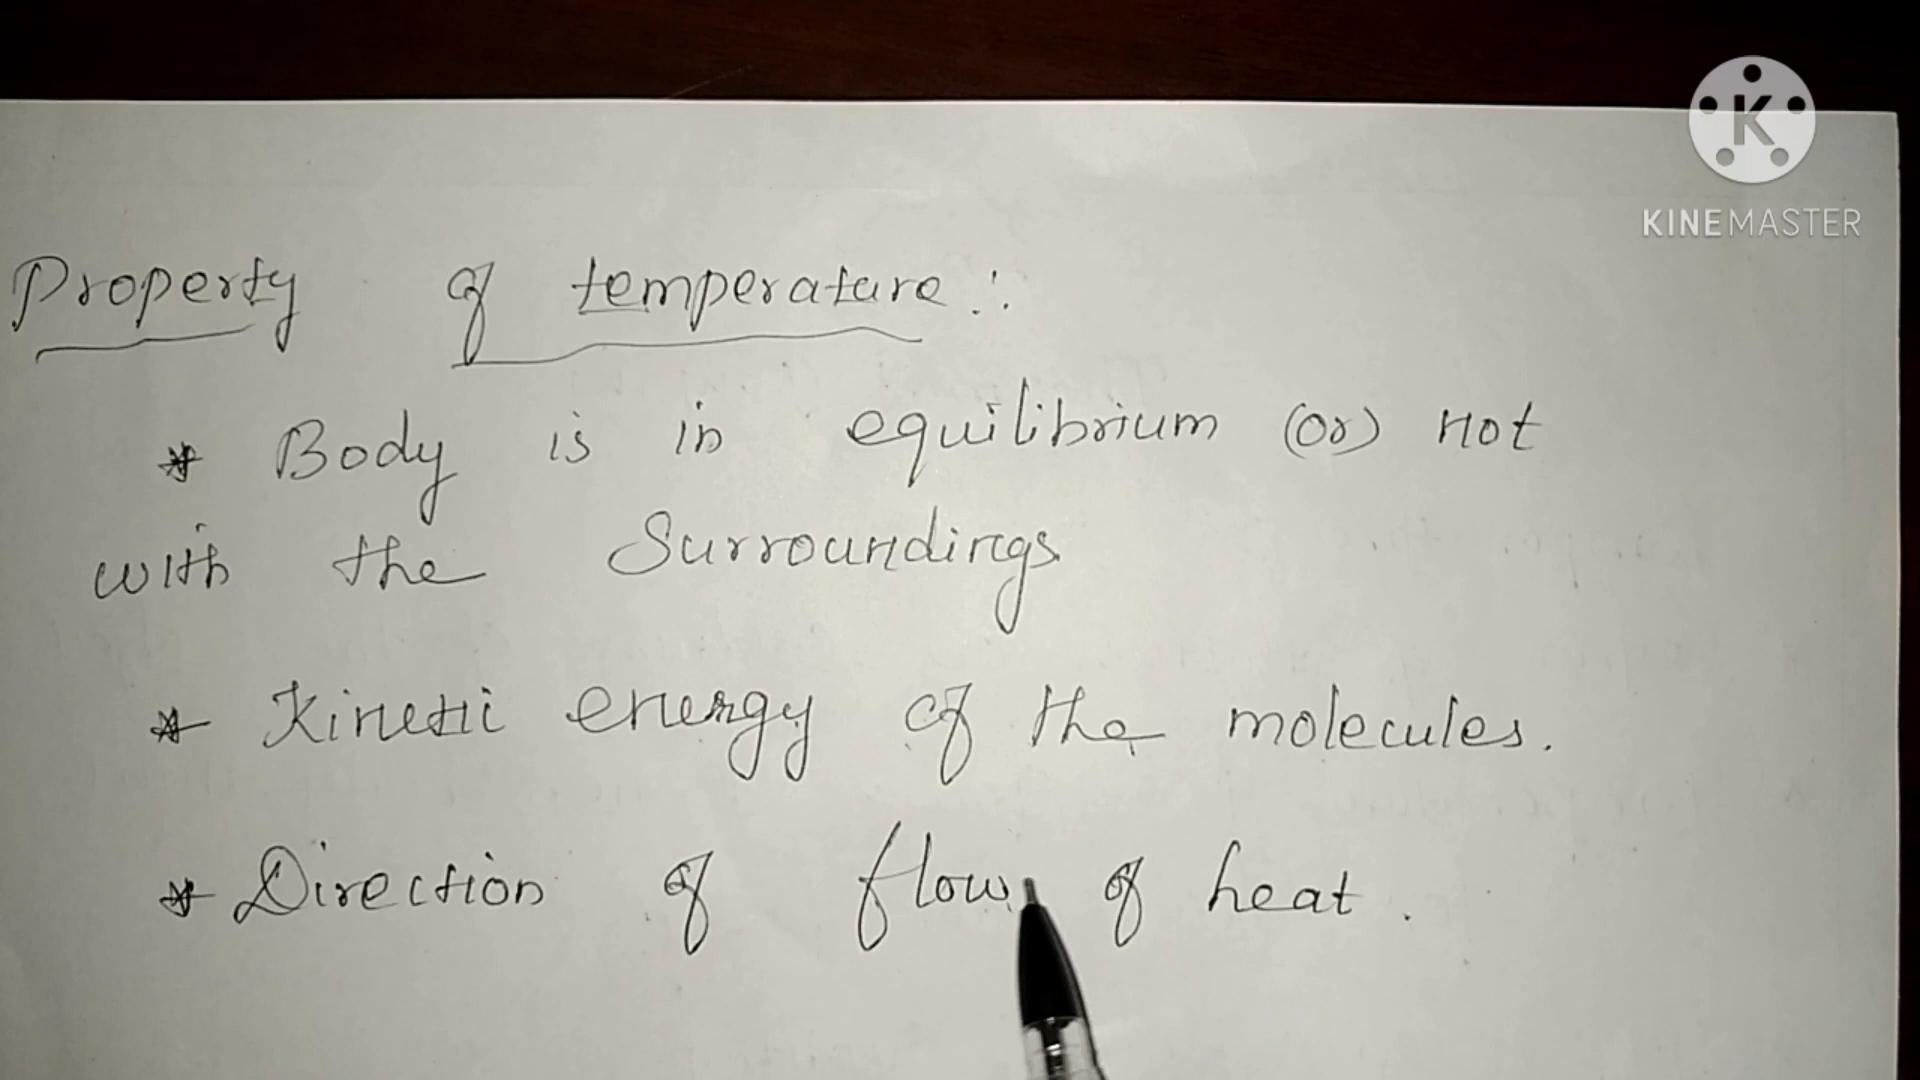 K
KINEMASTER
Property of temperature :
* Body is in equilibrium (or) not
with the Surroundings
* Kinetic energy of the molecules.
* Direction of flow of heat .